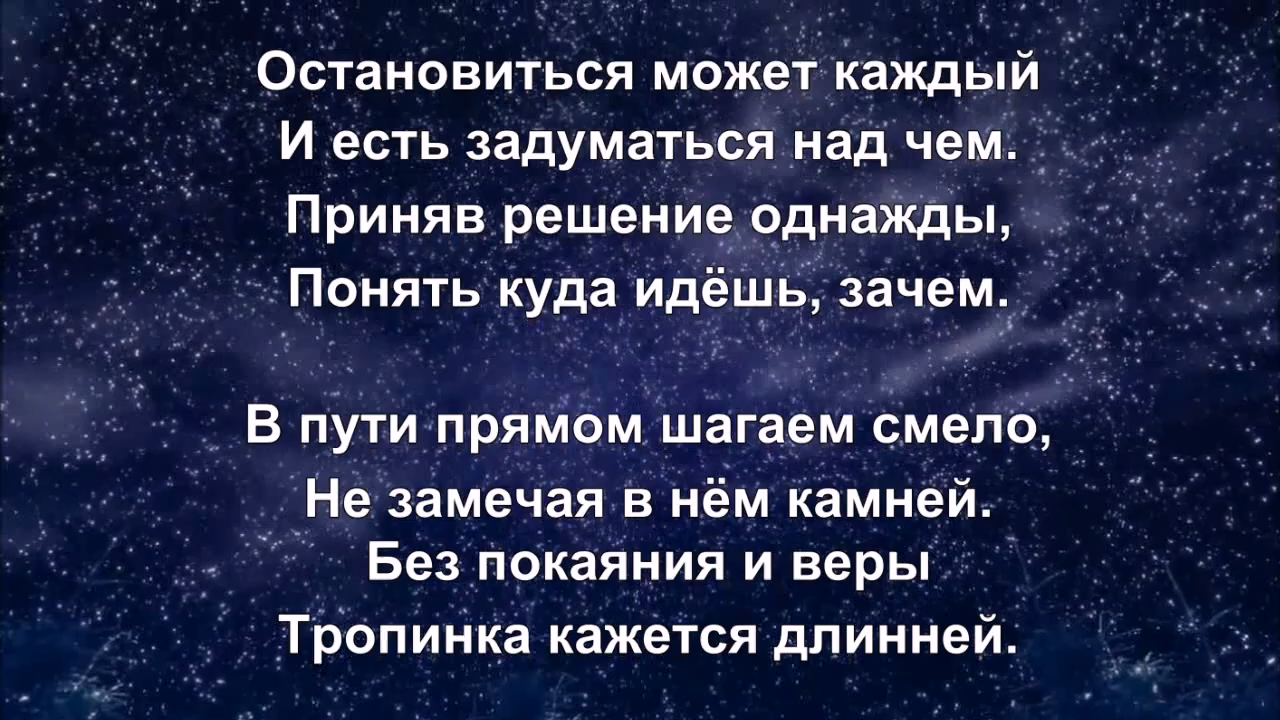 Остановиться может каждый
И есть задуматься над чем.
Приняв решение однажды,
Понять куда идёшь, зачем.
В пути прямом шагаем смело,
Не замечая в нём камней.
Без покаяния и веры
Тропинка кажется длинней.